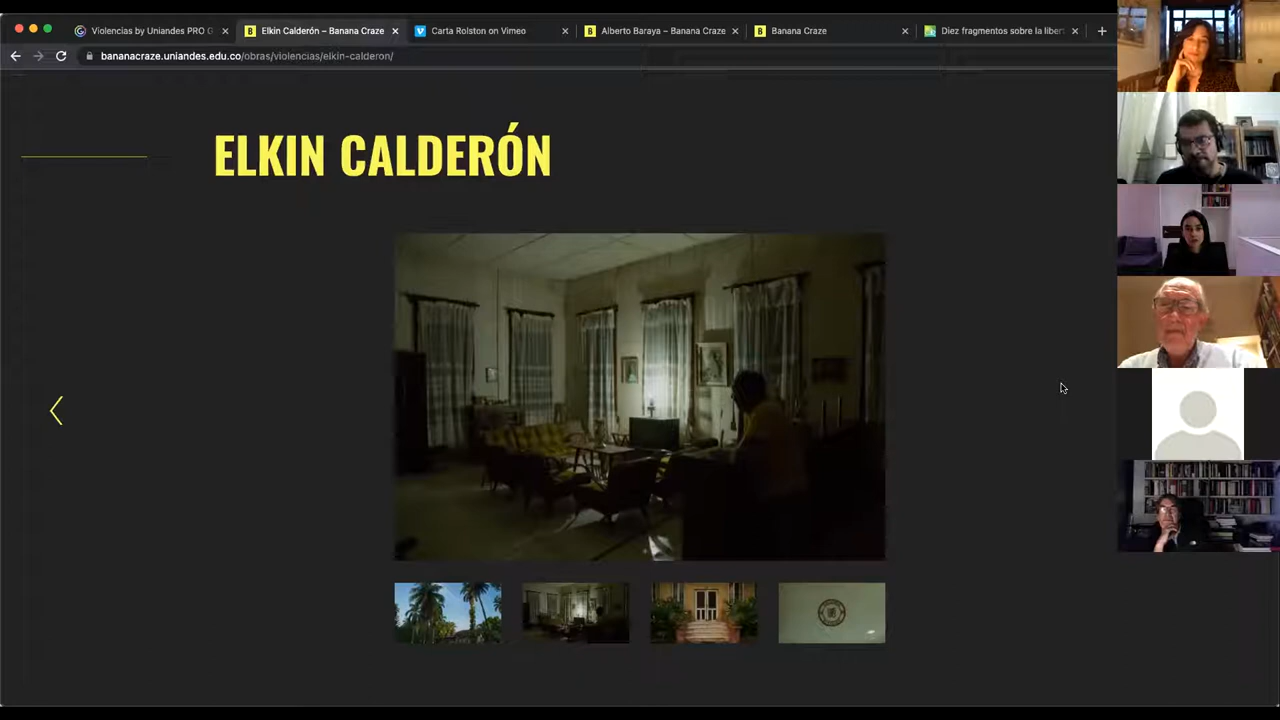 Violencias by Uniandes PRO G
Elkin Calderón – Banana Craze
Carta Rolston on Vimeo
Alberto Baraya – Banana Craze
Banana Craze
Diez fragmentos sobre la libert
bananacraze.uniandes.edu.co/obras/violencias/elkin-calderon/
ELKIN CALDERÓN